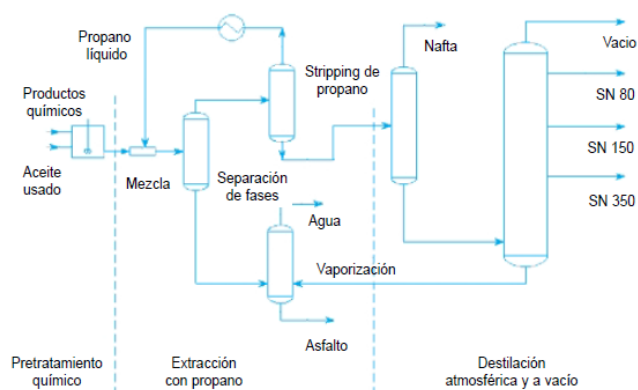 Propano
líquido
Productos
químicos
Aceite
usado
Mezcla
Stripping de
propano
Separación
de fases
Agua
Vaporización
Asfalto
Nafta
Vacio
SN 80
SN 150
SN 350
Pretratamiento
químico
Extracción
con propano
Destilación
atmosférica y a vacío